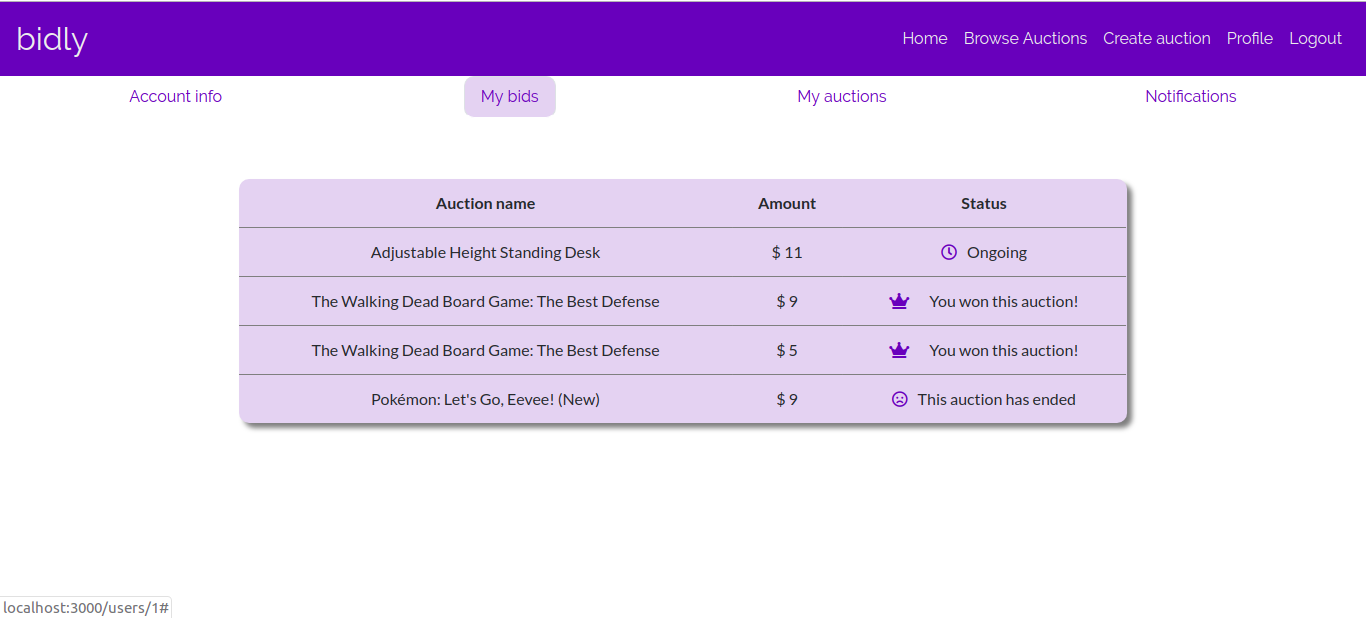 bidly
Home Browse Auctions Create auction Profile Logout
Account info My bids My auctions Notifications
Auction name Amount Status
Adjustable Height Standing Desk $ 11 Ongoing
The Walking Dead Board Game: The Best Defense $ 9 You won this auction!
The Walking Dead Board Game: The Best Defense $ 5 You won this auction!
Pokémon: Let's Go, Eevee! (New) $ 9 This auction has ended
localhost:3000/users/1#